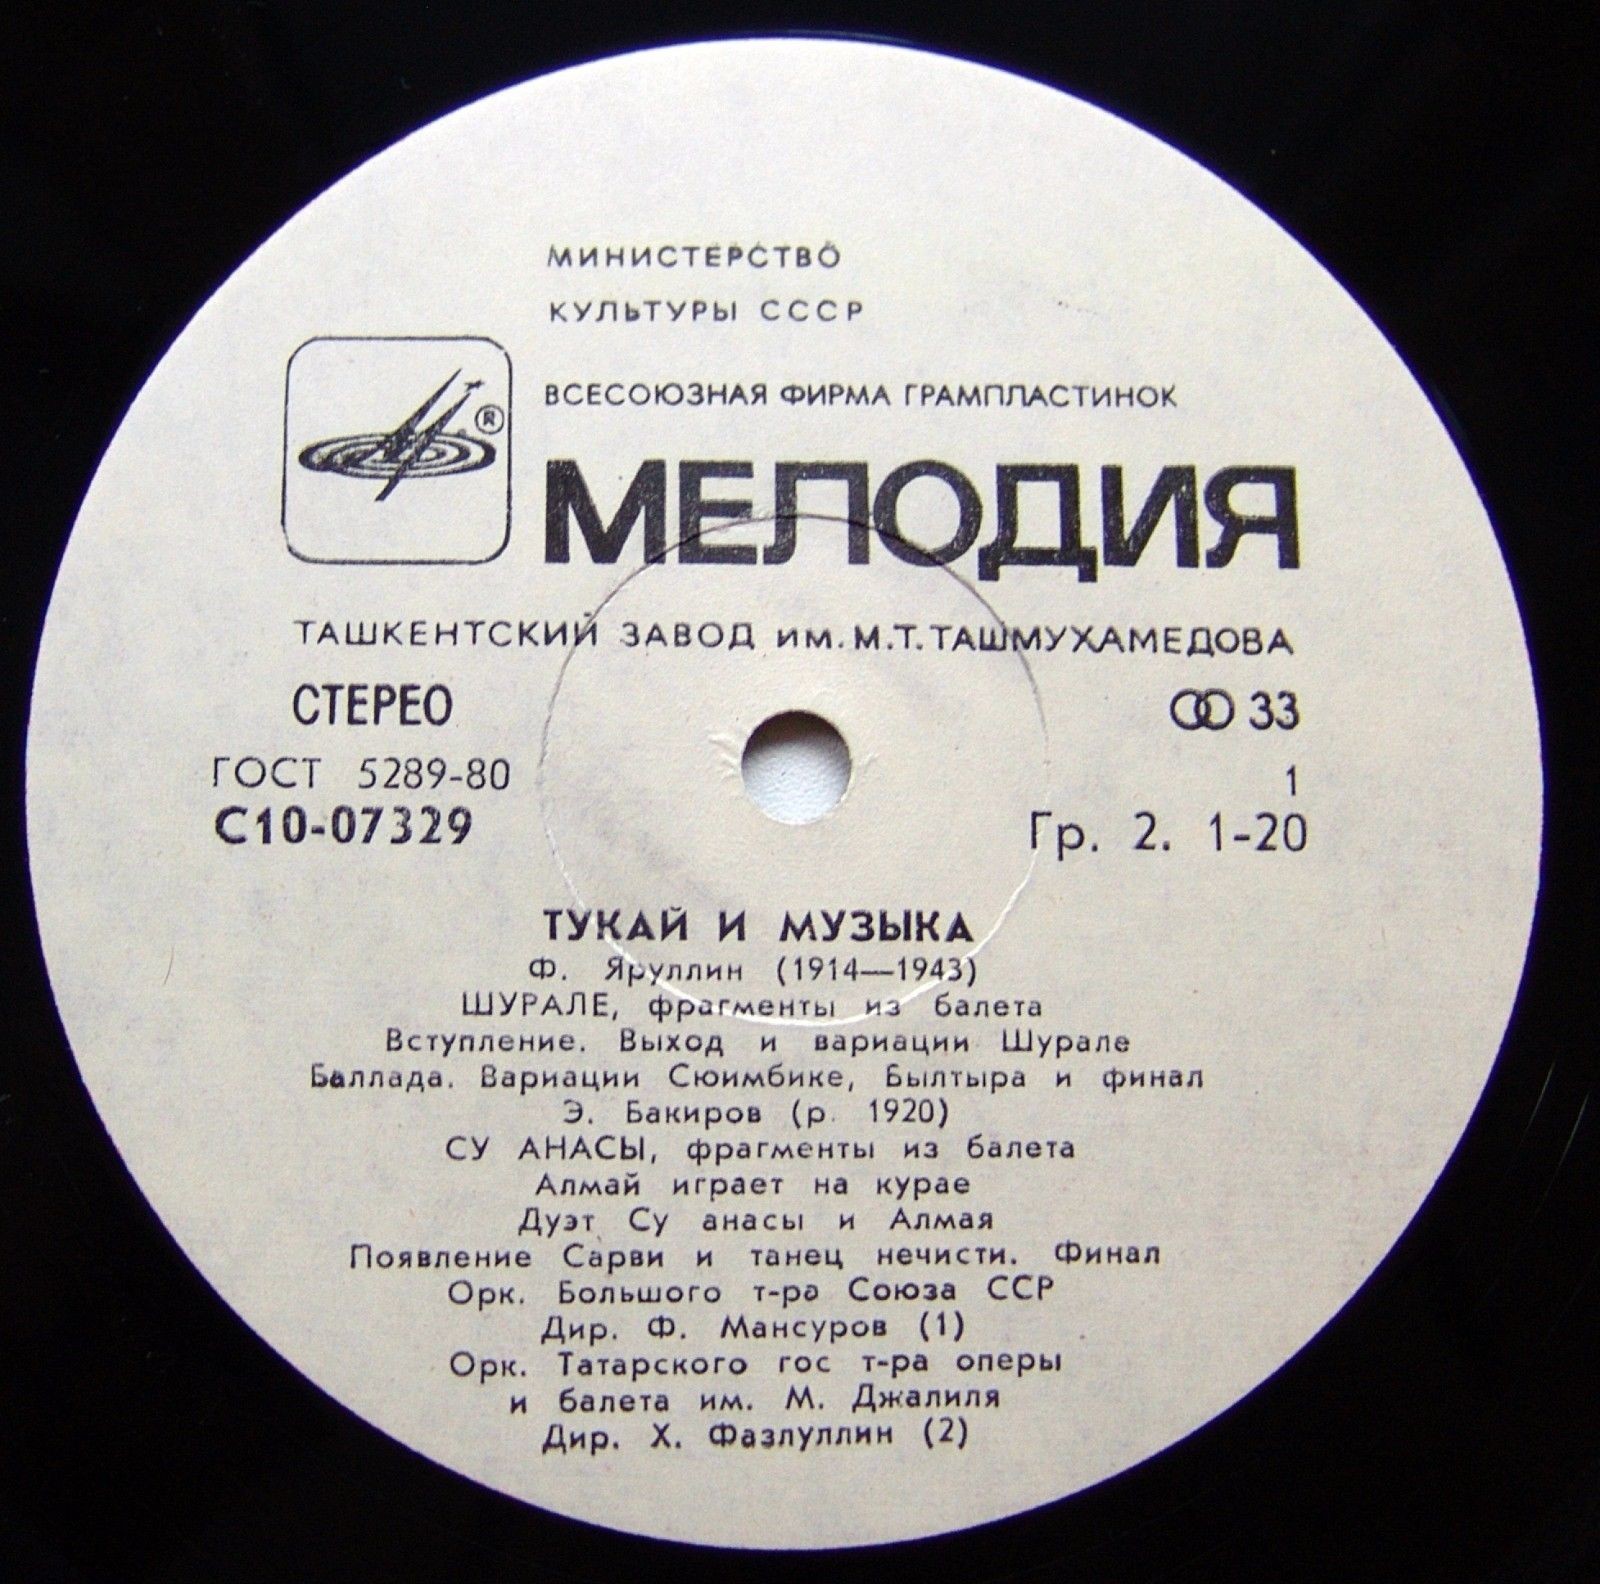 МИНИСТЕРСТВО
КУЛЬТУРЫ СССР
ВСЕСОЮЗНАЯ ФИРМА ГРАМПЛАСТИНОК
®
МЕЛОДИЯ
ТАШКЕНТСКИЙ ЗАВОД им. М.Т. ТАШМУХАМЕДОВА
СТЕРЕО 33
ГОСТ 5289-80 1
С10-07329 Гр. 2. 1-20
ТУКАЙ И МУЗЫКА
Ф. Яруллин (1914—1943)
ШУРАЛЕ, фрагменты из балета
Вступление. Выход и вариации Шурале
Баллада. Вариации Сюимбике, Былтыра и финал
Э. Бакиров (р. 1920)
СУ АНАСЫ, фрагменты из балета
Алмай играет на курае
Дуэт Су анасы и Алмая
Появление Сарви и танец нечисти. Финал
Орк. Большого т-ра Союза ССР
Дир. Ф. Мансуров (1)
Орк. Татарского гос т-ра оперы
и балета им. М. Джалиля
Дир. Х. Фазлуллин (2)